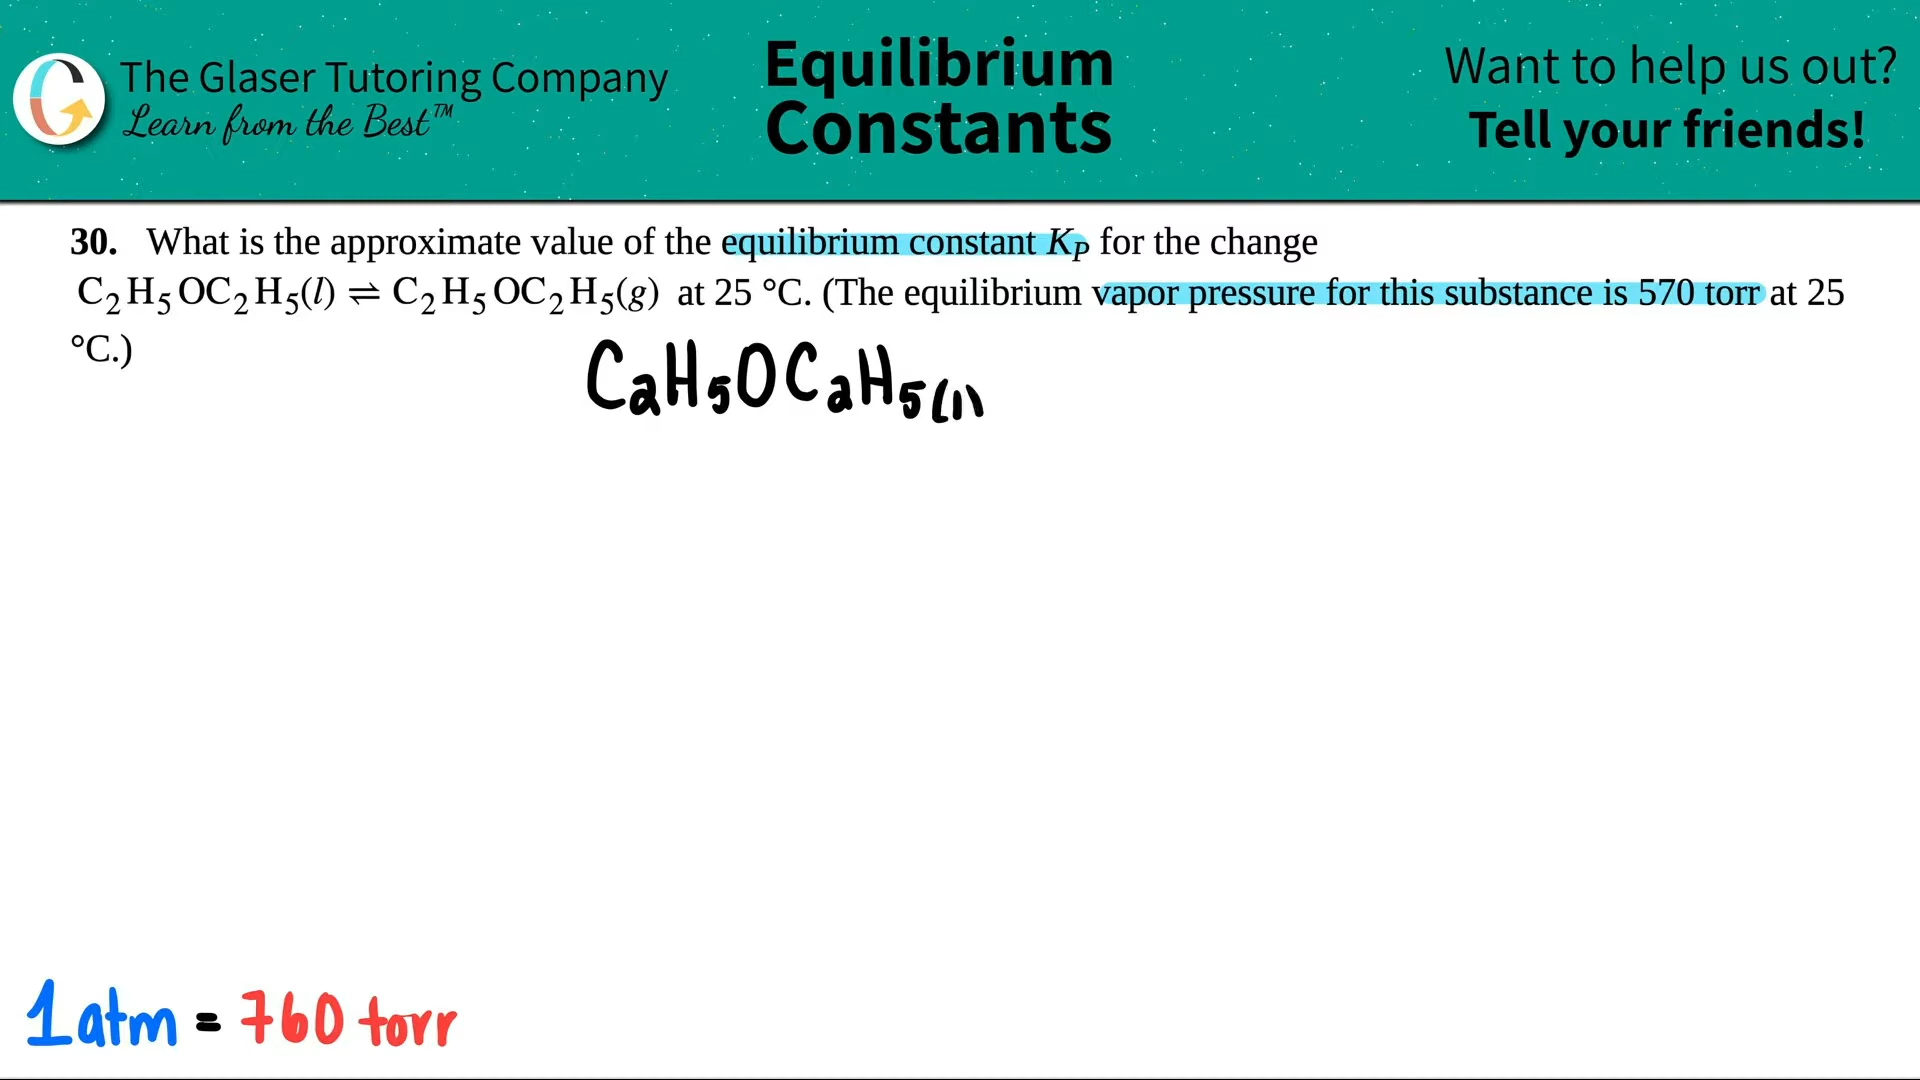 The Glaser Tutoring Company
Learn from the Best™
Equilibrium
Constants
Want to help us out?
Tell your friends!
30. What is the approximate value of the equilibrium constant K_P for the change
C₂H₅OC₂H₅(l) ⇌ C₂H₅OC₂H₅(g) at 25 °C. (The equilibrium vapor pressure for this substance is 570 torr at 25
°C.)
C₂H₅OC₂H₅(l)
1 atm = 760 torr